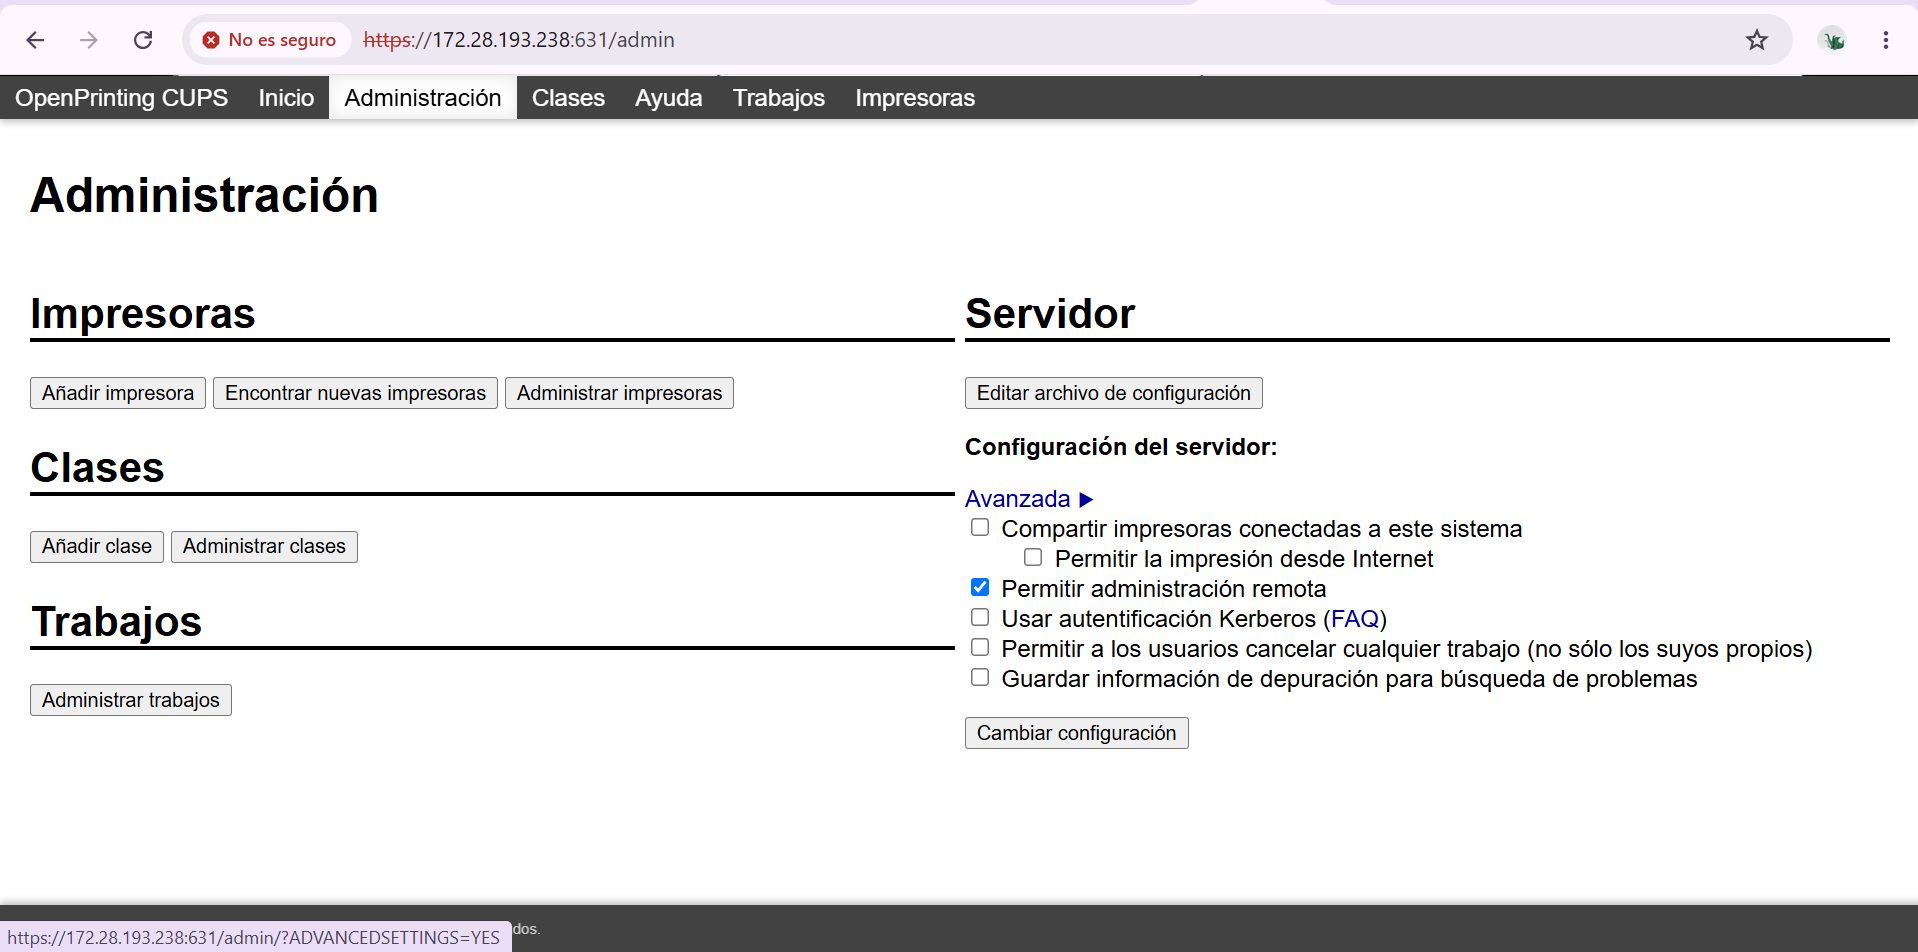 No es seguro https://172.28.193.238:631/admin
OpenPrinting CUPS Inicio Administración Clases Ayuda Trabajos Impresoras
Administración
Impresoras
Añadir impresora Encontrar nuevas impresoras Administrar impresoras
Clases
Añadir clase Administrar clases
Trabajos
Administrar trabajos
Servidor
Editar archivo de configuración
Configuración del servidor:
Avanzada ▶
Compartir impresoras conectadas a este sistema
Permitir la impresión desde Internet
Permitir administración remota
Usar autentificación Kerberos (FAQ)
Permitir a los usuarios cancelar cualquier trabajo (no sólo los suyos propios)
Guardar información de depuración para búsqueda de problemas
Cambiar configuración
https://172.28.193.238:631/admin/?ADVANCEDSETTINGS=YES dos.